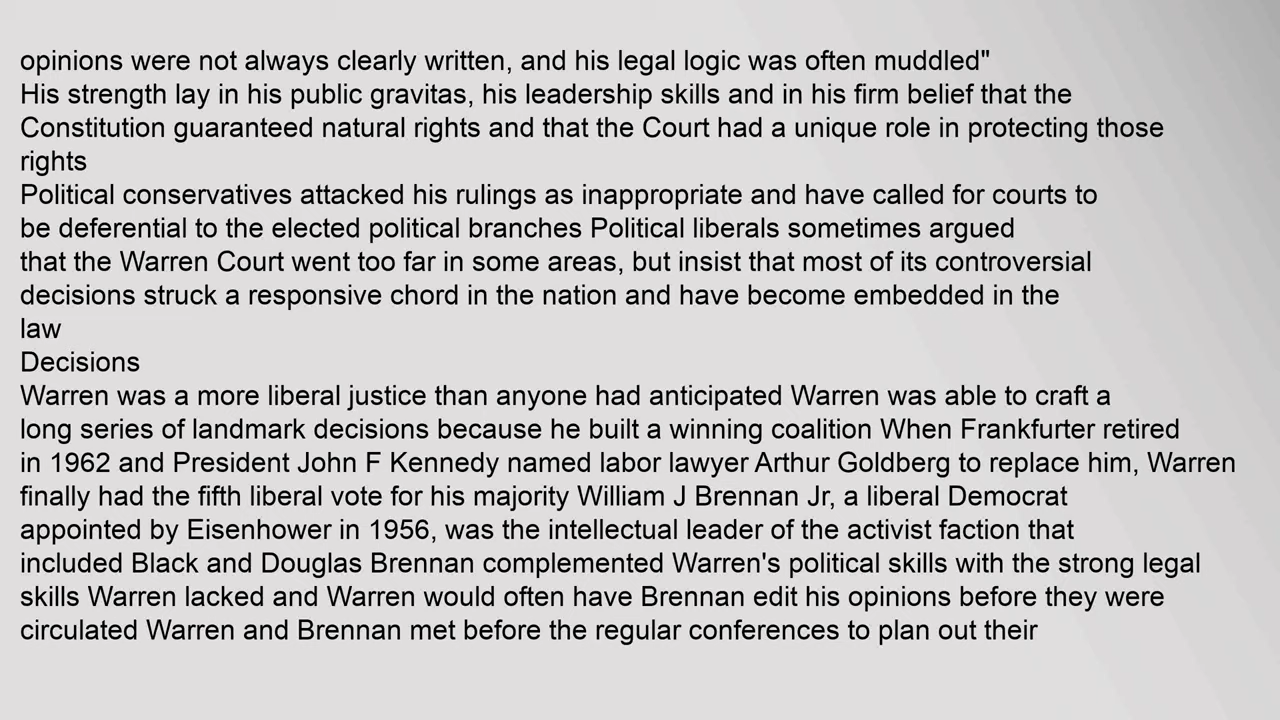 opinions were not always clearly written, and his legal logic was often muddled"
His strength lay in his public gravitas, his leadership skills and in his firm belief that the
Constitution guaranteed natural rights and that the Court had a unique role in protecting those
rights
Political conservatives attacked his rulings as inappropriate and have called for courts to
be deferential to the elected political branches Political liberals sometimes argued
that the Warren Court went too far in some areas, but insist that most of its controversial
decisions struck a responsive chord in the nation and have become embedded in the
law
Decisions
Warren was a more liberal justice than anyone had anticipated Warren was able to craft a
long series of landmark decisions because he built a winning coalition When Frankfurter retired
in 1962 and President John F Kennedy named labor lawyer Arthur Goldberg to replace him, Warren
finally had the fifth liberal vote for his majority William J Brennan Jr, a liberal Democrat
appointed by Eisenhower in 1956, was the intellectual leader of the activist faction that
included Black and Douglas Brennan complemented Warren's political skills with the strong legal
skills Warren lacked and Warren would often have Brennan edit his opinions before they were
circulated Warren and Brennan met before the regular conferences to plan out their